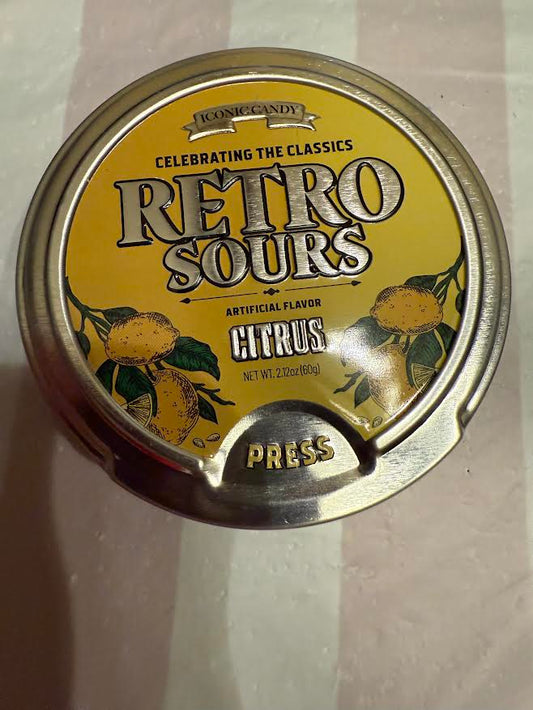 ICONIC CANDY
CELEBRATING THE CLASSICS
RETRO
SOURS
ARTIFICIAL FLAVOR
CITRUS
NET WT. 2.12oz (60g)
PRESS